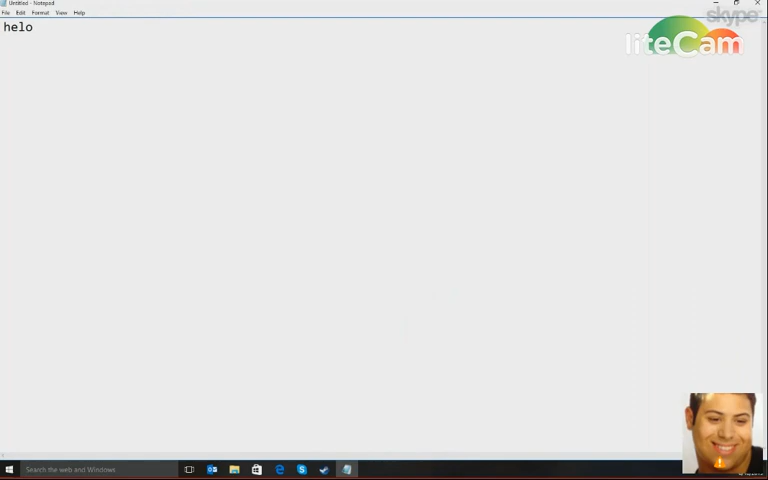 Untitled - Notepad
File Edit Format View Help
helo
skype
liteCam
Search the web and Windows